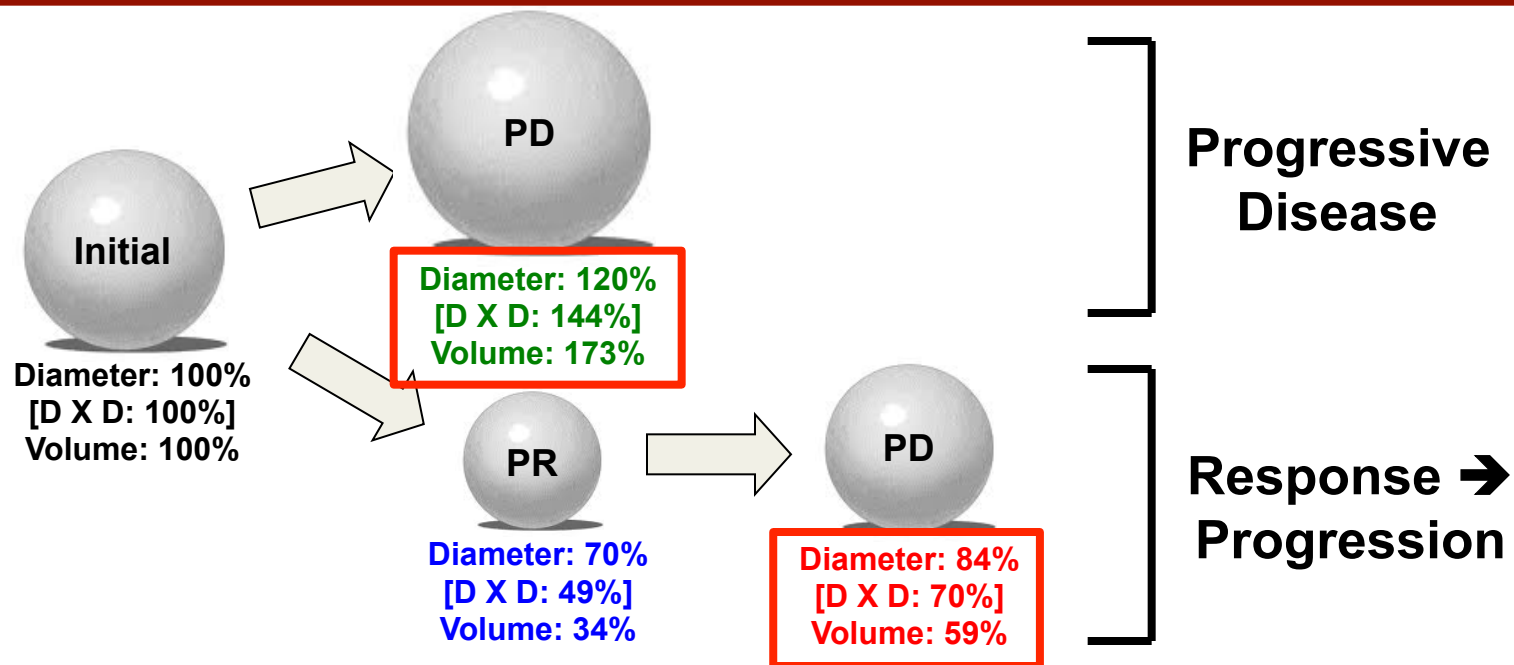 PD
Initial
Diameter: 120%
[D X D: 144%]
Volume: 173%
Progressive
Disease
Diameter: 100%
[D X D: 100%]
Volume: 100%
PR
Diameter: 70%
[D X D: 49%]
Volume: 34%
PD
Diameter: 84%
[D X D: 70%]
Volume: 59%
Response ➔
Progression